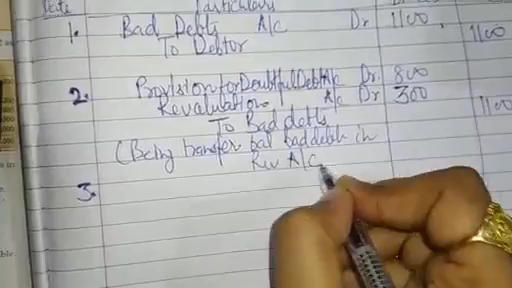 Particulars
1. Bad Debts A/C Dr 1100
To Debtor 1100
2. Provision for Doubtful Debt A/c Dr. 800
Revaluation A/c Dr 300
To Bad debts 1100
(Being transfer bal bad debts in
Rev A/C
3.